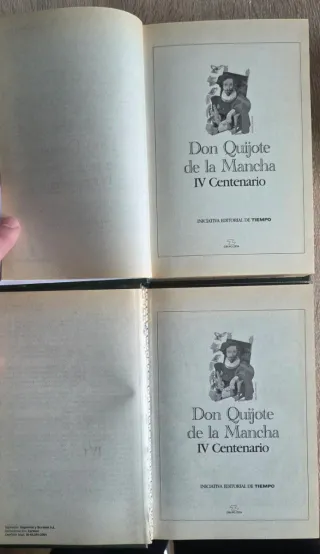 Don Quijote
de la Mancha
IV Centenario
INICIATIVA EDITORIAL DE TIEMPO
Don Quijote
de la Mancha
IV Centenario
INICIATIVA EDITORIAL DE TIEMPO